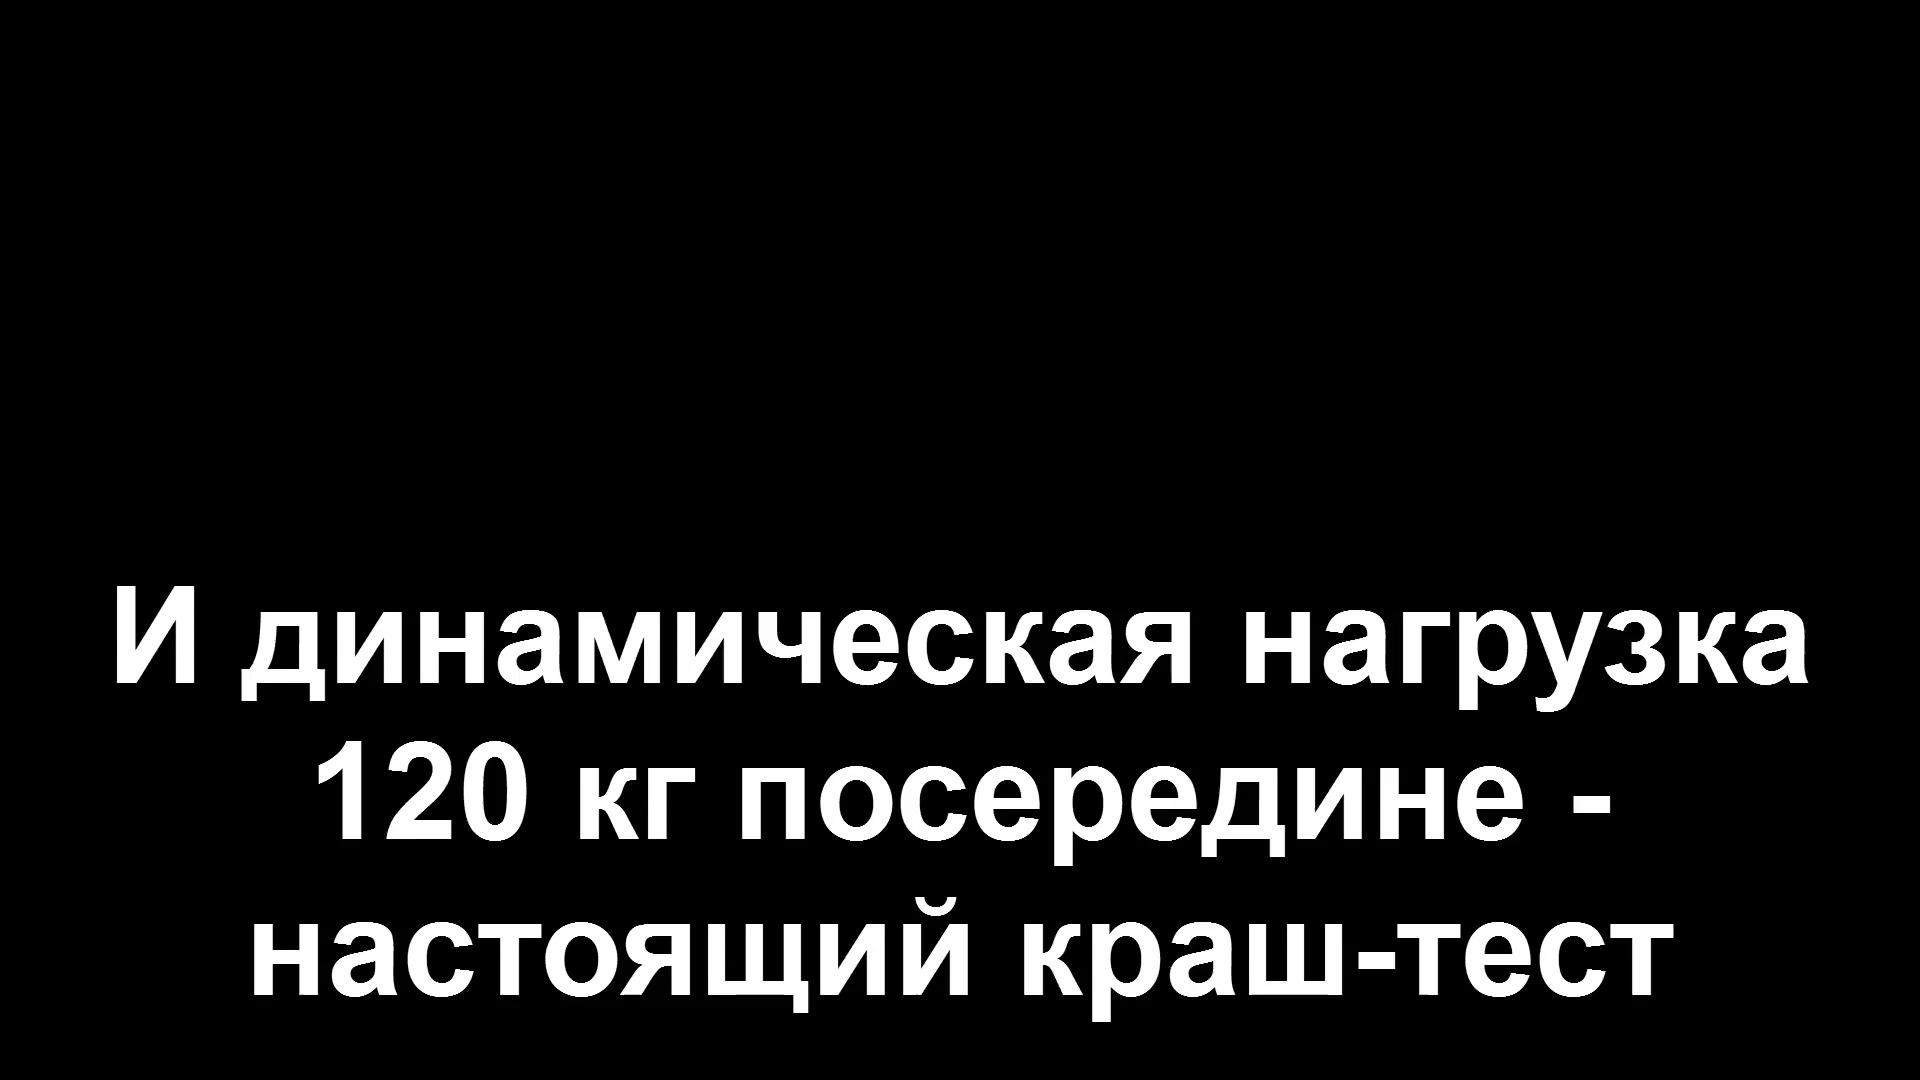 И динамическая нагрузка
120 кг посередине -
настоящий краш-тест